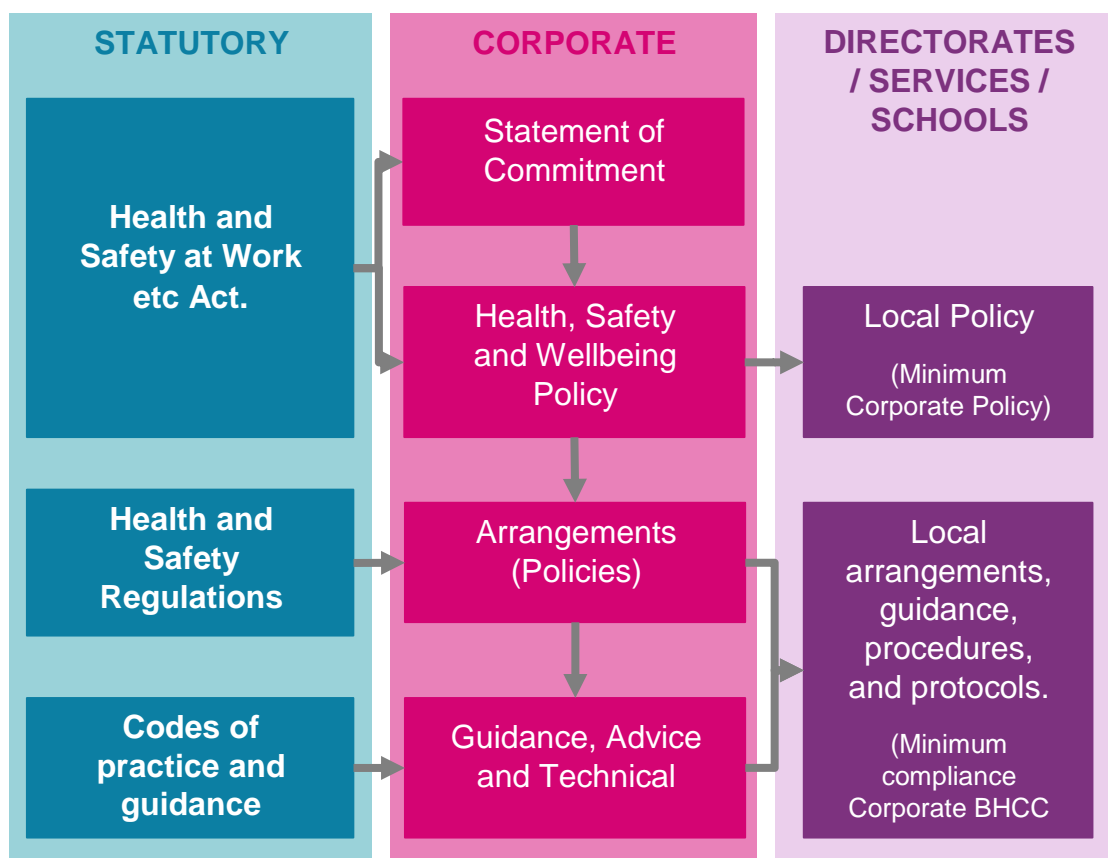 STATUTORY
Health and
Safety at Work
etc Act.
Health and
Safety
Regulations
Codes of
practice and
guidance
CORPORATE
Statement of
Commitment
Health, Safety
and Wellbeing
Policy
Arrangements
(Policies)
Guidance, Advice
and Technical
DIRECTORATES
/ SERVICES /
SCHOOLS
Local Policy
(Minimum
Corporate Policy)
Local
arrangements,
guidance,
procedures,
and protocols.
(Minimum
compliance
Corporate BHCC